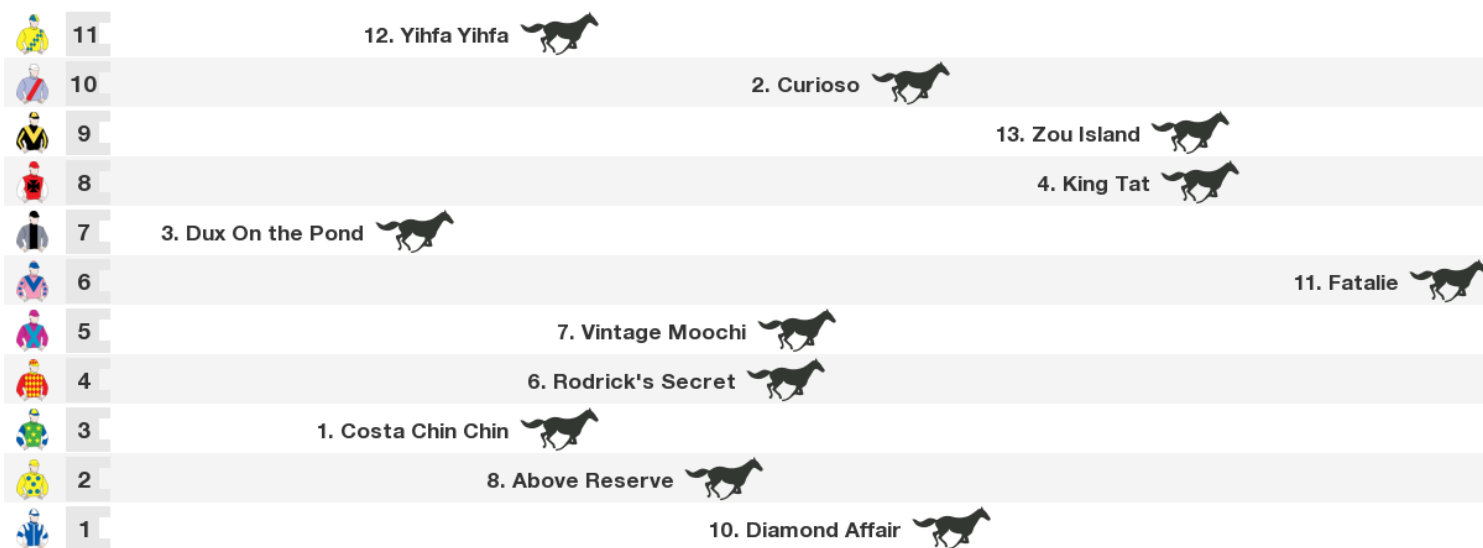 11 12. Yihfa Yihfa
10 2. Curioso
9 13. Zou Island
8 4. King Tat
7 3. Dux On the Pond
6 11. Fatalie
5 7. Vintage Moochi
4 6. Rodrick's Secret
3 1. Costa Chin Chin
2 8. Above Reserve
1 10. Diamond Affair